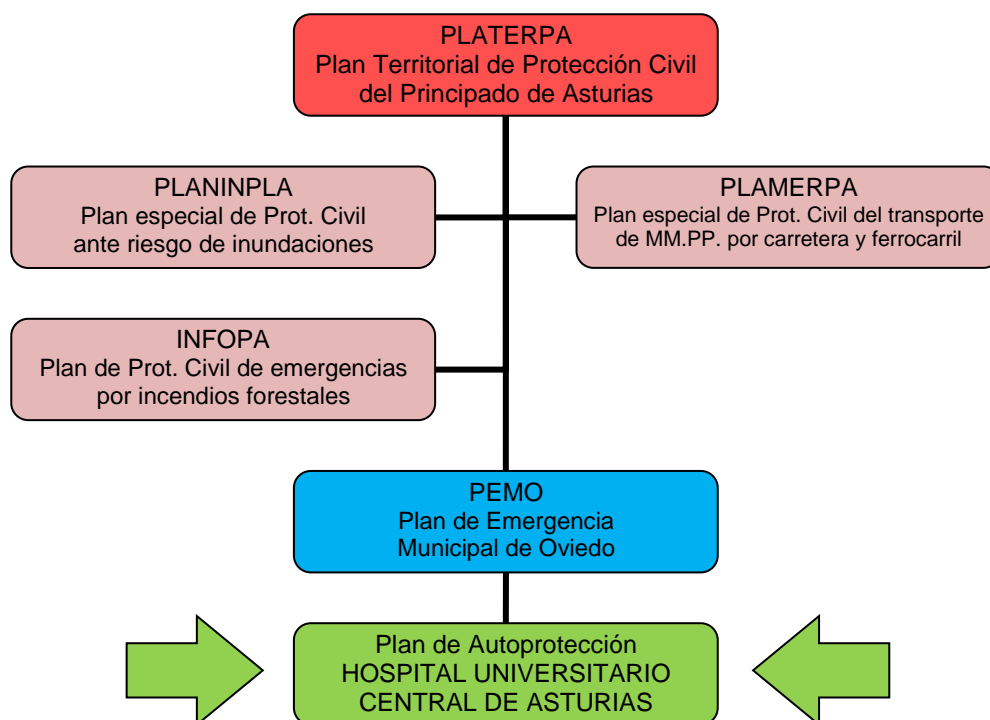 PLATERPA
Plan Territorial de Protección Civil
del Principado de Asturias
PLANINPLA
Plan especial de Prot. Civil
ante riesgo de inundaciones
PLAMERPA
Plan especial de Prot. Civil del transporte
de MM.PP. por carretera y ferrocarril
INFOPA
Plan de Prot. Civil de emergencias
por incendios forestales
PEMO
Plan de Emergencia
Municipal de Oviedo
Plan de Autoprotección
HOSPITAL UNIVERSITARIO
CENTRAL DE ASTURIAS